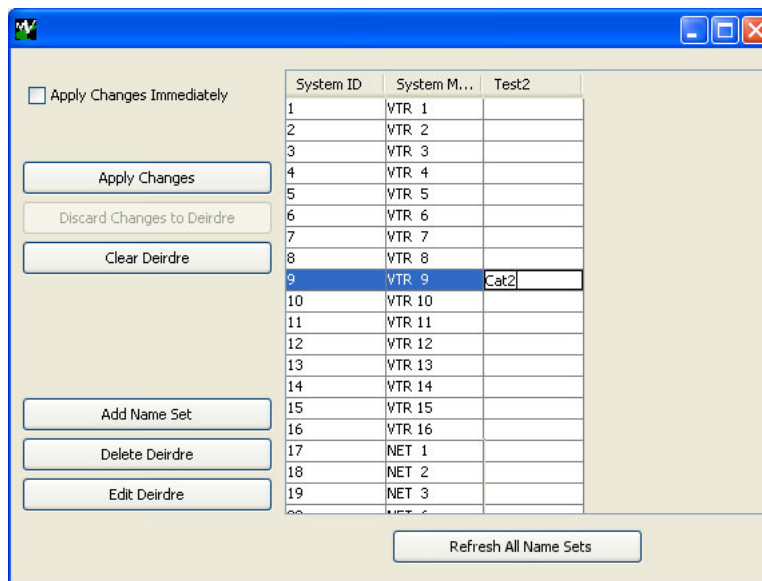 Apply Changes Immediately
Apply Changes
Discard Changes to Deirdre
Clear Deirdre
Add Name Set
Delete Deirdre
Edit Deirdre
System ID System M... Test2
1 VTR 1
2 VTR 2
3 VTR 3
4 VTR 4
5 VTR 5
6 VTR 6
7 VTR 7
8 VTR 8
9 VTR 9 Cat2
10 VTR 10
11 VTR 11
12 VTR 12
13 VTR 13
14 VTR 14
15 VTR 15
16 VTR 16
17 NET 1
18 NET 2
19 NET 3
Refresh All Name Sets